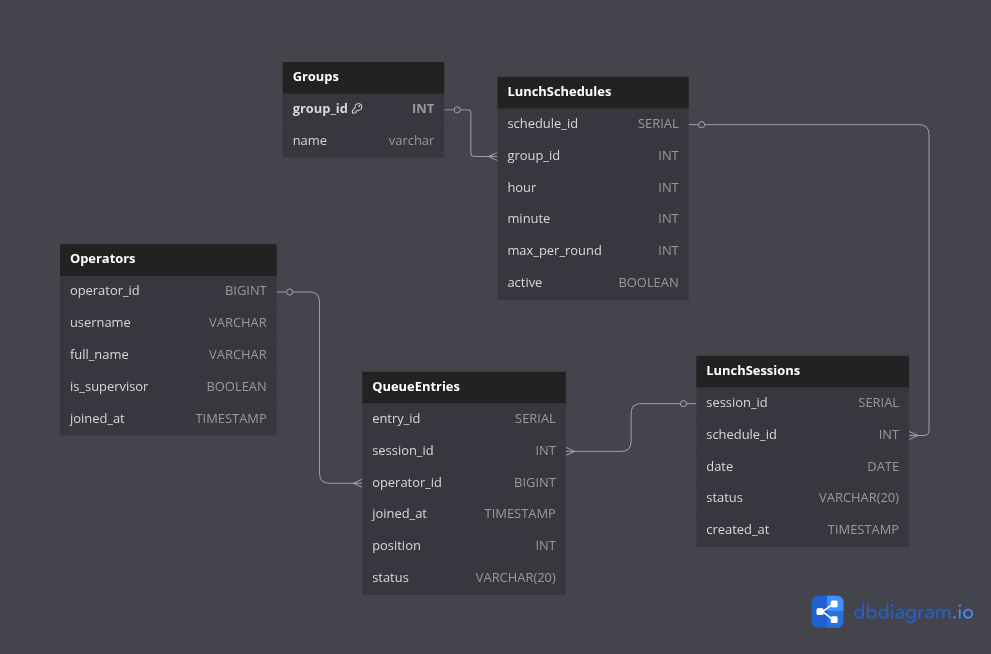 Groups
group_id INT
name varchar
LunchSchedules
schedule_id SERIAL
group_id INT
hour INT
minute INT
max_per_round INT
active BOOLEAN
Operators
operator_id BIGINT
username VARCHAR
full_name VARCHAR
is_supervisor BOOLEAN
joined_at TIMESTAMP
QueueEntries
entry_id SERIAL
session_id INT
operator_id BIGINT
joined_at TIMESTAMP
position INT
status VARCHAR(20)
LunchSessions
session_id SERIAL
schedule_id INT
date DATE
status VARCHAR(20)
created_at TIMESTAMP
dbdiagram.io